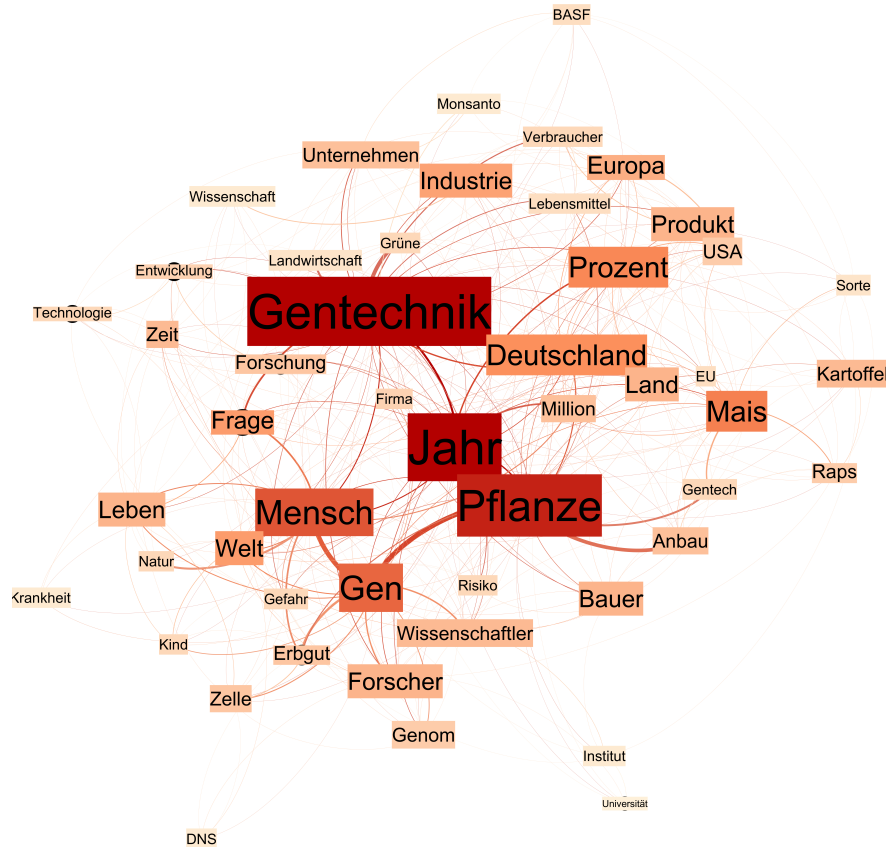 BASF
Monsanto
Verbraucher
Unternehmen
Europa
Industrie
Wissenschaft
Lebensmittel
Produkt
Grüne
USA
Landwirtschaft
Prozent
Entwicklung
Sorte
Gentechnik
Technologie
Zeit
Deutschland
Forschung
EU
Kartoffel
Land
Firma
Million
Mais
Frage
Jahr
Raps
Gentech
Pflanze
Leben
Mensch
Anbau
Welt
Natur
Risiko
Gen
Krankheit
Gefahr
Bauer
Wissenschaftler
Kind
Erbgut
Forscher
Zelle
Genom
Institut
Universität
DNS